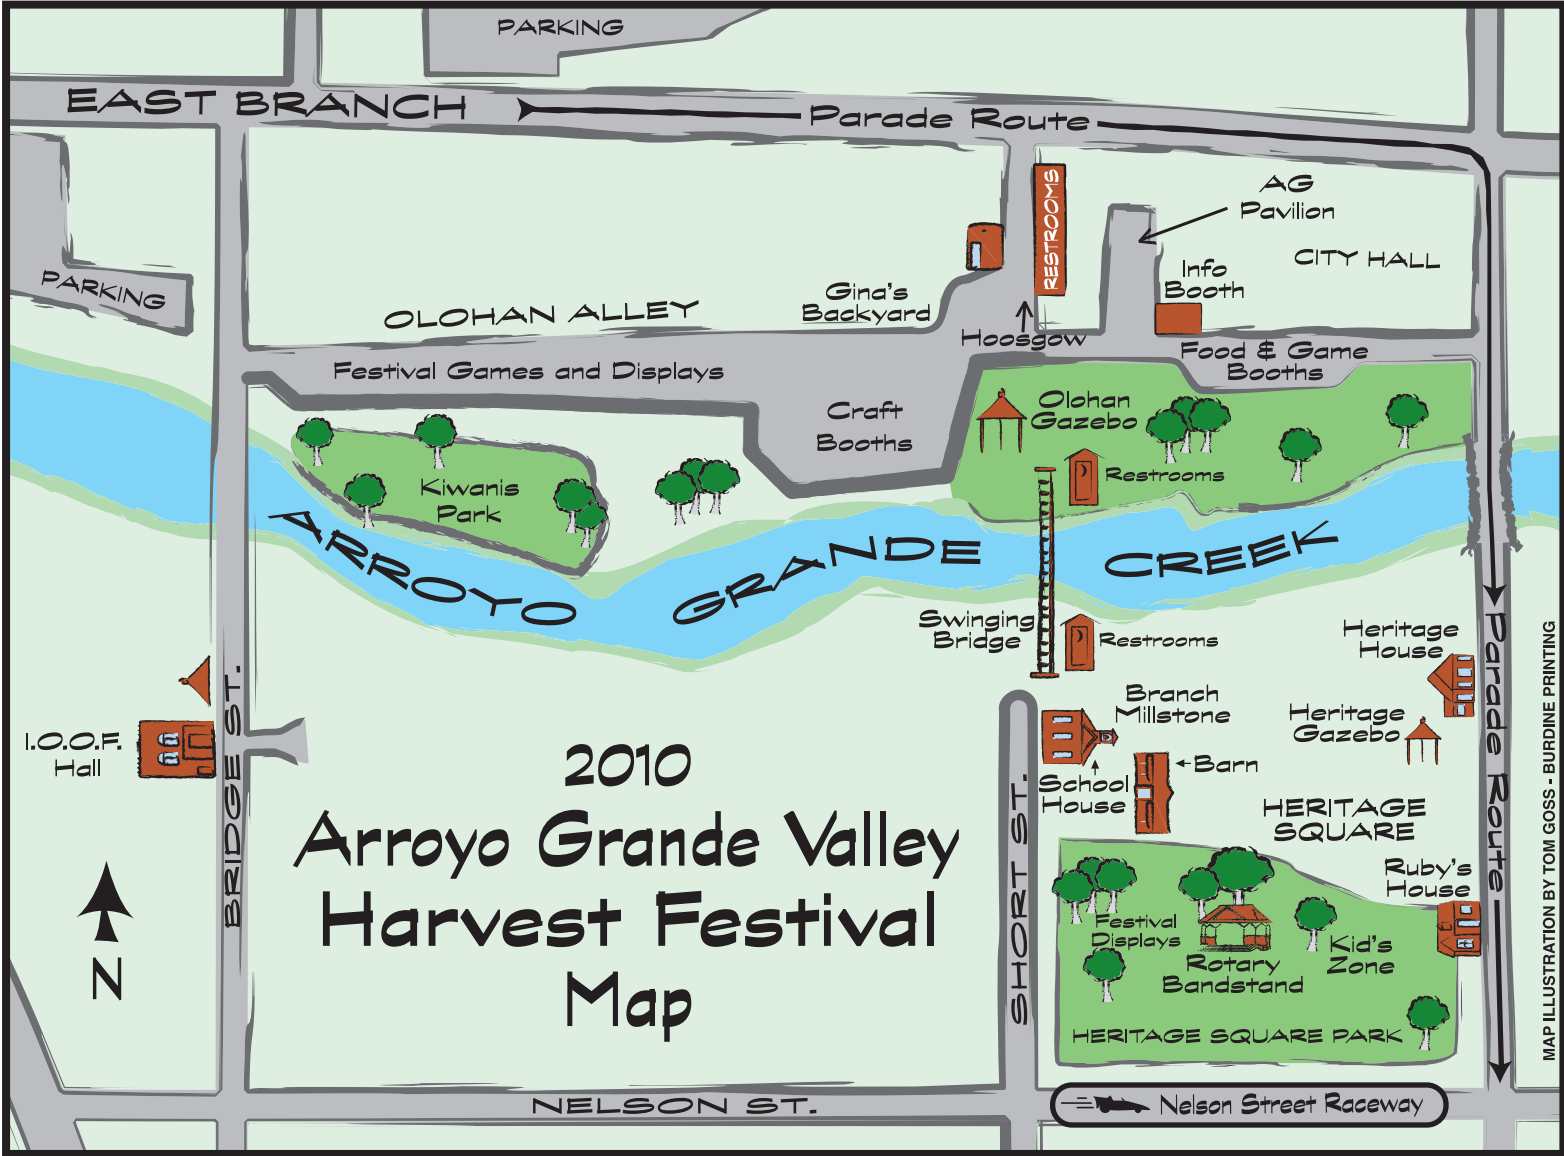 PARKING
EAST BRANCH
Parade Route
AG
Pavilion
RESTROOMS
CITY HALL
Info
Booth
PARKING
Gina's
Backyard
OLOHAN ALLEY
Hoosgow
Food & Game
Booths
Festival Games and Displays
Craft
Booths
Olohan
Gazebo
Restrooms
Kiwanis
Park
ARROYO GRANDE CREEK
Swinging
Bridge
Restrooms
Heritage
House
Parade Route
Branch
Millstone
Heritage
Gazebo
I.O.O.F.
Hall
BRIDGE ST.
2010
Arroyo Grande Valley
Harvest Festival
Map
School
House
Barn
HERITAGE
SQUARE
SHORT ST.
Ruby's
House
Festival
Displays
Rotary
Bandstand
Kid's
Zone
HERITAGE SQUARE PARK
N
NELSON ST.
Nelson Street Raceway
MAP ILLUSTRATION BY TOM GOSS - BURDINE PRINTING